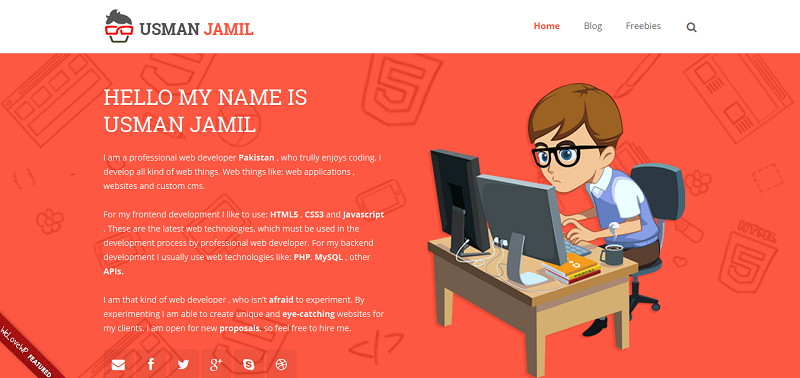 USMAN JAMIL
Home Blog Freebies
HELLO MY NAME IS
USMAN JAMIL
I am a professional web developer Pakistan , who trully enjoys coding. I
develop all kind of web things. Web things like: web applications ,
websites and custom cms.
For my frontend development I like to use: HTML5 , CSS3 and Javascript
. These are the latest web technologies, which must be used in the
development process by professional web developer. For my backend
development I usually use web technologies like: PHP, MySQL , other
APIs.
I am that kind of web developer , who isn't afraid to experiment. By
experimenting I am able to create unique and eye-catching websites for
my clients. I am open for new proposals, so feel free to hire me.
WeLoveWP
FEATURED
HTML